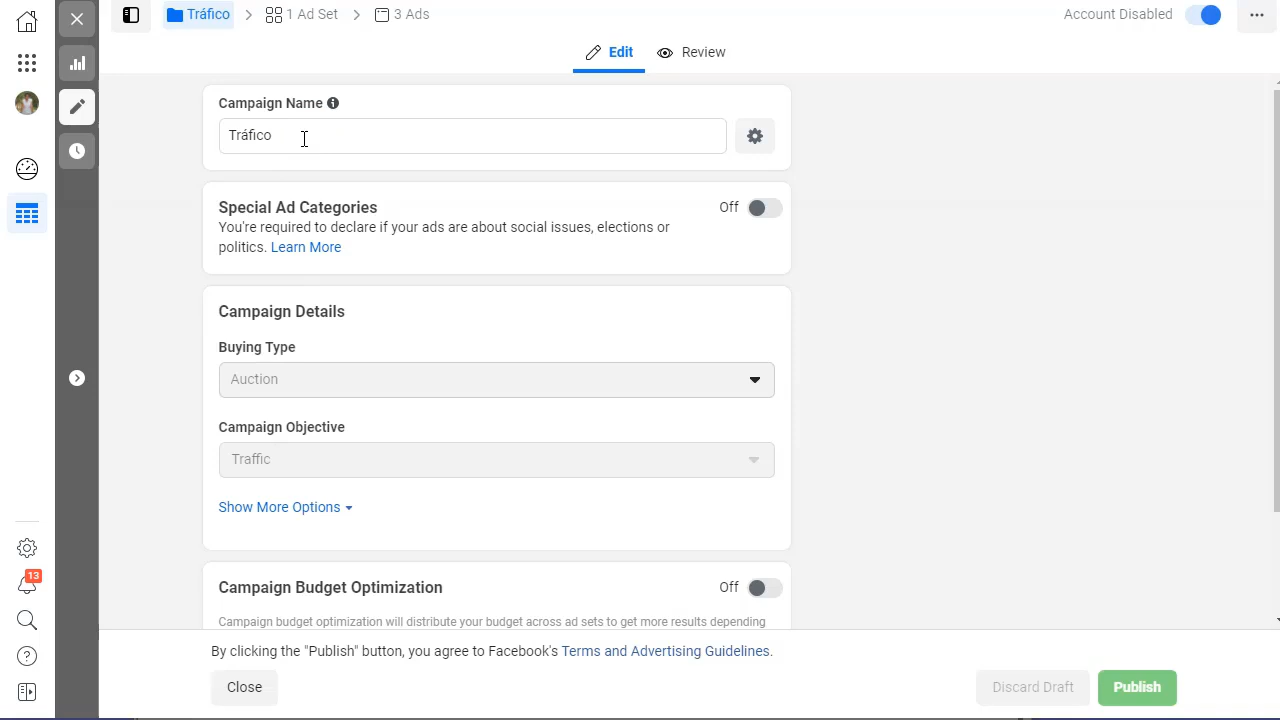 Tráfico
1 Ad Set
3 Ads
Account Disabled
Edit
Review
Campaign Name
Tráfico
Special Ad Categories
Off
You're required to declare if your ads are about social issues, elections or
politics. Learn More
Campaign Details
Buying Type
Auction
Campaign Objective
Traffic
Show More Options
Campaign Budget Optimization
Off
Campaign budget optimization will distribute your budget across ad sets to get more results depending
13
By clicking the "Publish" button, you agree to Facebook's Terms and Advertising Guidelines.
Close
Discard Draft
Publish